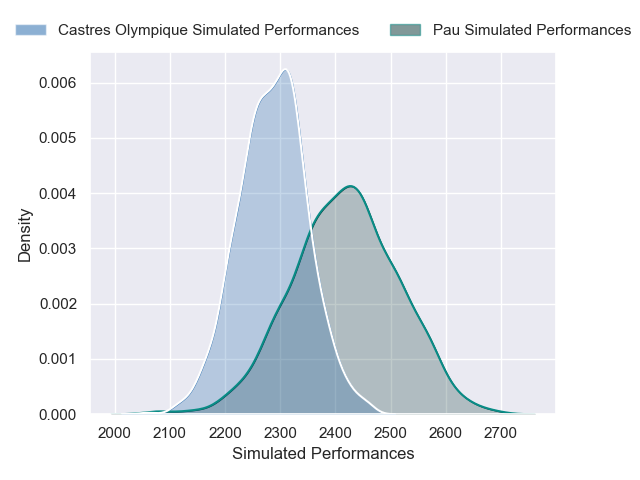 Castres Olympique Simulated Performances
Pau Simulated Performances
0.006
0.005
0.004
0.003
0.002
0.001
0.000
Density
2000 2100 2200 2300 2400 2500 2600 2700
Simulated Performances